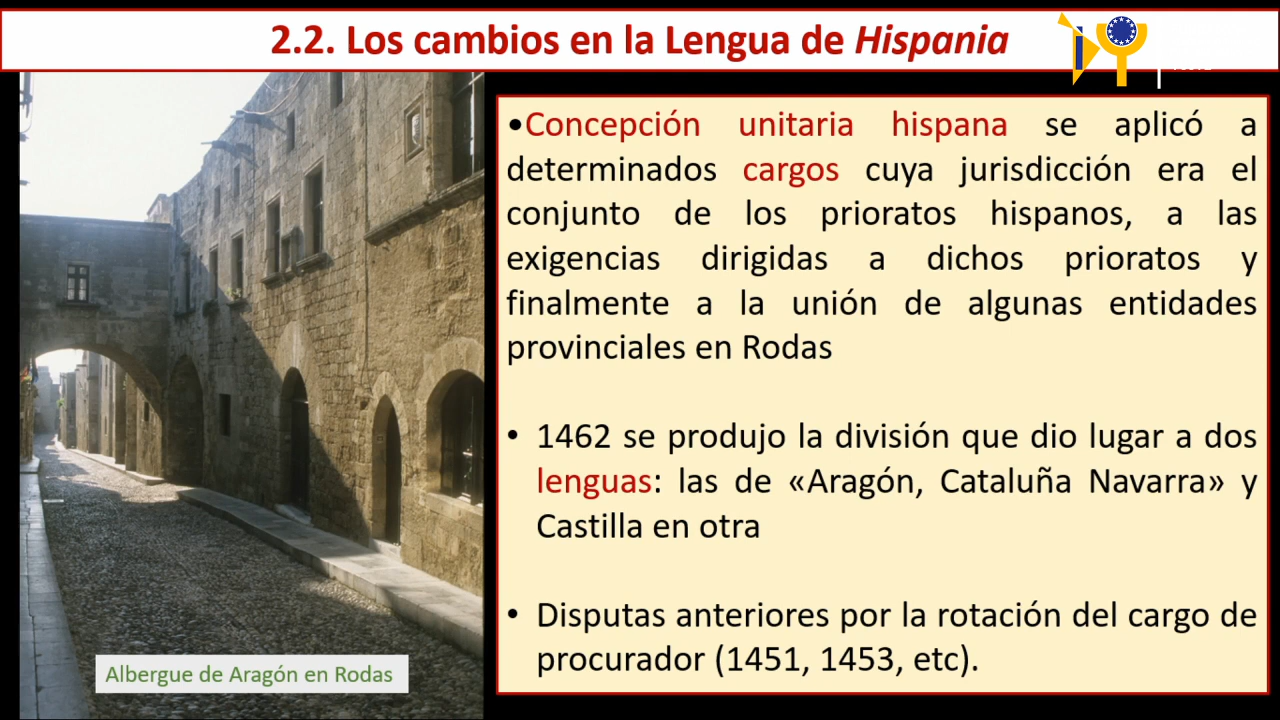 2.2. Los cambios en la Lengua de Hispania
•Concepción unitaria hispana se aplicó a
determinados cargos cuya jurisdicción era el
conjunto de los prioratos hispanos, a las
exigencias dirigidas a dichos prioratos y
finalmente a la unión de algunas entidades
provinciales en Rodas
• 1462 se produjo la división que dio lugar a dos
lenguas: las de «Aragón, Cataluña Navarra» y
Castilla en otra
• Disputas anteriores por la rotación del cargo de
procurador (1451, 1453, etc).
Albergue de Aragón en Rodas